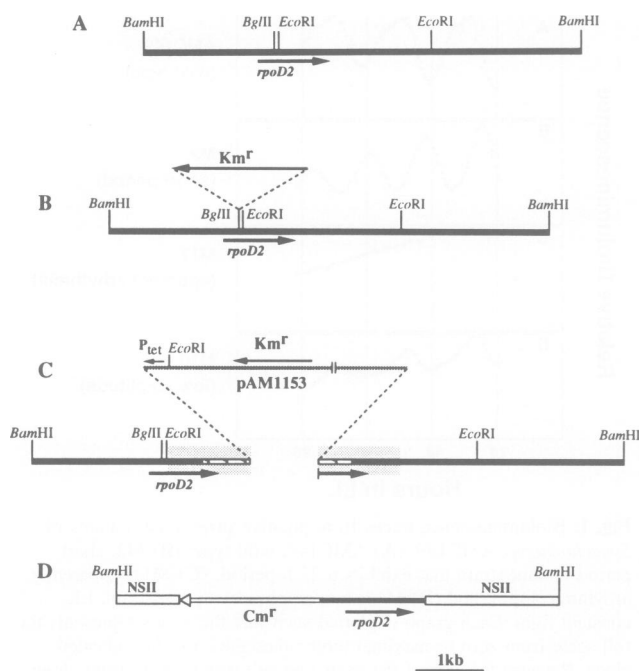 A
BamHI BglII EcoRI EcoRI BamHI
rpoD2
Kmr
B
BamHI BglII EcoRI EcoRI BamHI
rpoD2
Ptet EcoRI Kmr
C
pAM1153
BamHI BglII EcoRI EcoRI BamHI
rpoD2
D
BamHI BamHI
NSII NSII
Cmr rpoD2
1kb